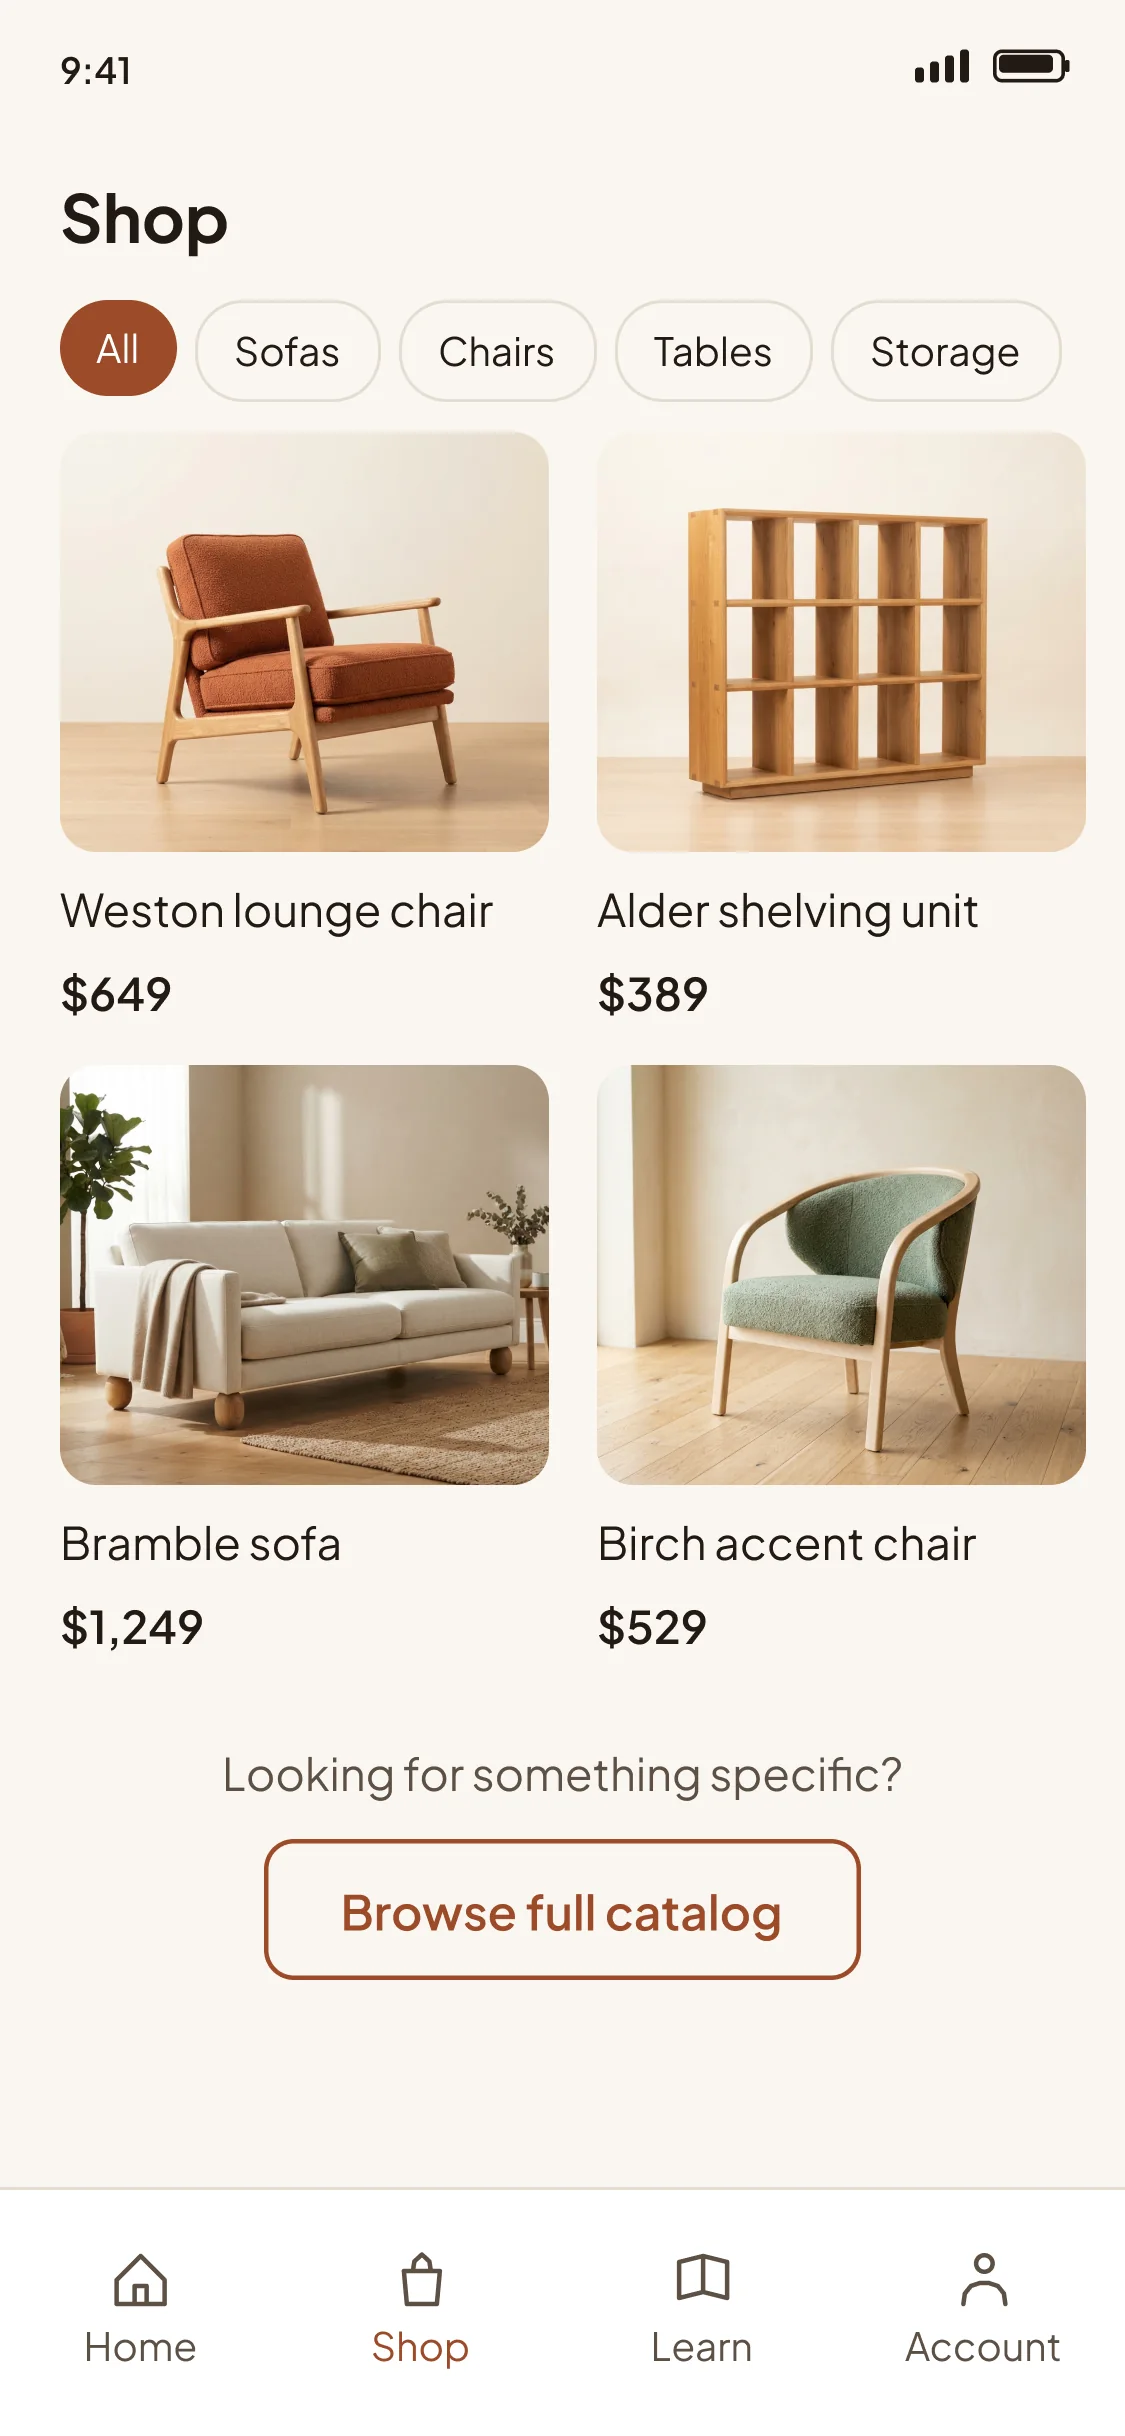 9:41
Shop
All Sofas Chairs Tables Storage
Weston lounge chair
$649
Alder shelving unit
$389
Bramble sofa
$1,249
Birch accent chair
$529
Looking for something specific?
Browse full catalog
Home Shop Learn Account